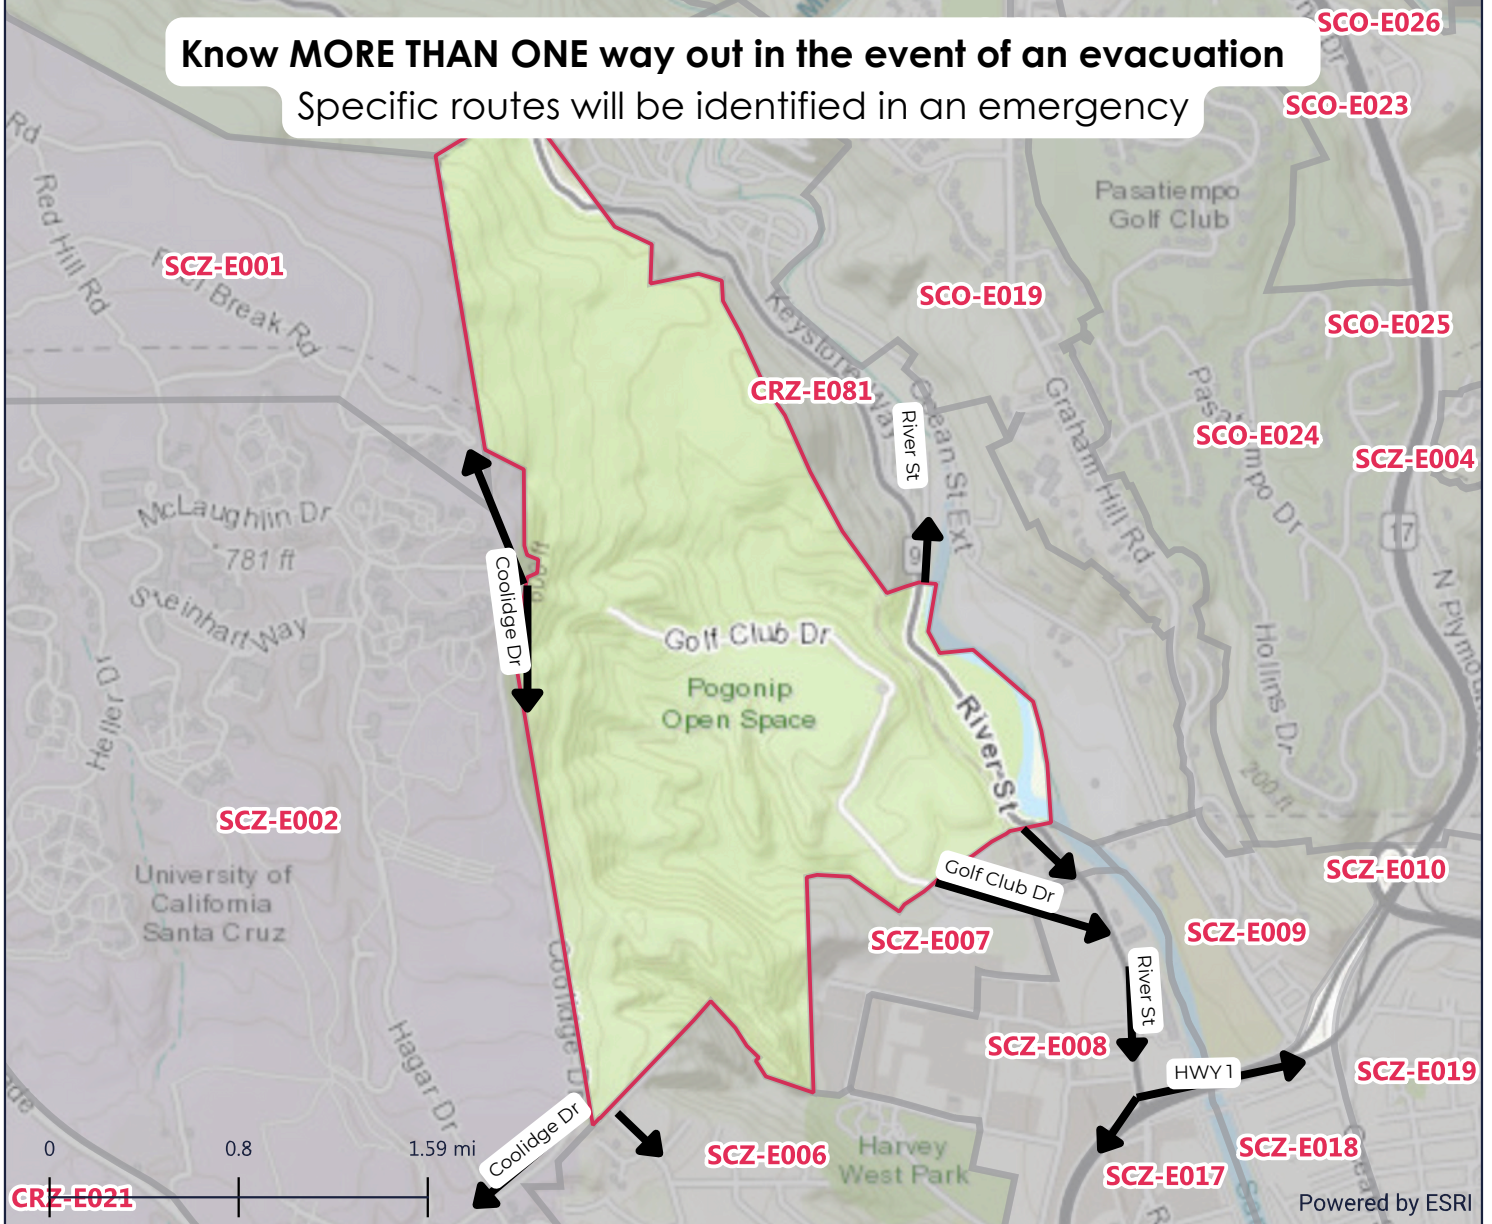 Know MORE THAN ONE way out in the event of an evacuation
Specific routes will be identified in an emergency
SCO-E026
SCO-E023
Rd
Red Hill Rd
SCZ-E001
Break Rd
Pasatiempo
Golf Club
SCO-E019
SCO-E025
Keystone Way
CRZ-E081
River St
Ocean St Ext
Graham Hill Rd
Pasatiempo Dr
SCO-E024
SCZ-E004
17
9
McLaughlin Dr
781 ft
Steinhart Way
Heller Dr
Coolidge Dr
Golf Club Dr
Pogonip
Open Space
River St
Hollins Dr
N Plymou
200 ft
SCZ-E002
University of
California
Santa Cruz
Golf Club Dr
SCZ-E010
SCZ-E007
SCZ-E009
River St
Coolidge D
Hagar Dr
SCZ-E008
HWY 1
SCZ-E019
Coolidge Dr
SCZ-E006
Harvey
West Park
SCZ-E018
SCZ-E017
0 0.8 1.59 mi
CRZ-E021
Powered by ESRI